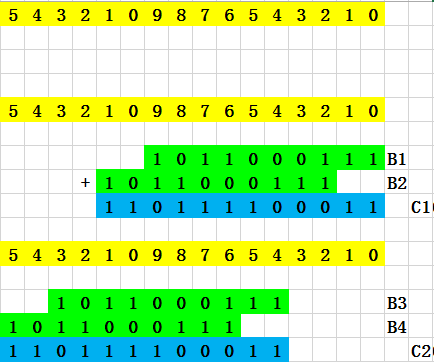 5 4 3 2 1 0 9 8 7 6 5 4 3 2 1 0
5 4 3 2 1 0 9 8 7 6 5 4 3 2 1 0
1 0 1 1 0 0 0 1 1 1 B1
+ 1 0 1 1 0 0 0 1 1 1 B2
1 1 0 1 1 1 1 0 0 0 1 1 C1
5 4 3 2 1 0 9 8 7 6 5 4 3 2 1 0
1 0 1 1 0 0 0 1 1 1 B3
1 0 1 1 0 0 0 1 1 1 B4
1 1 0 1 1 1 1 0 0 0 1 1 C2